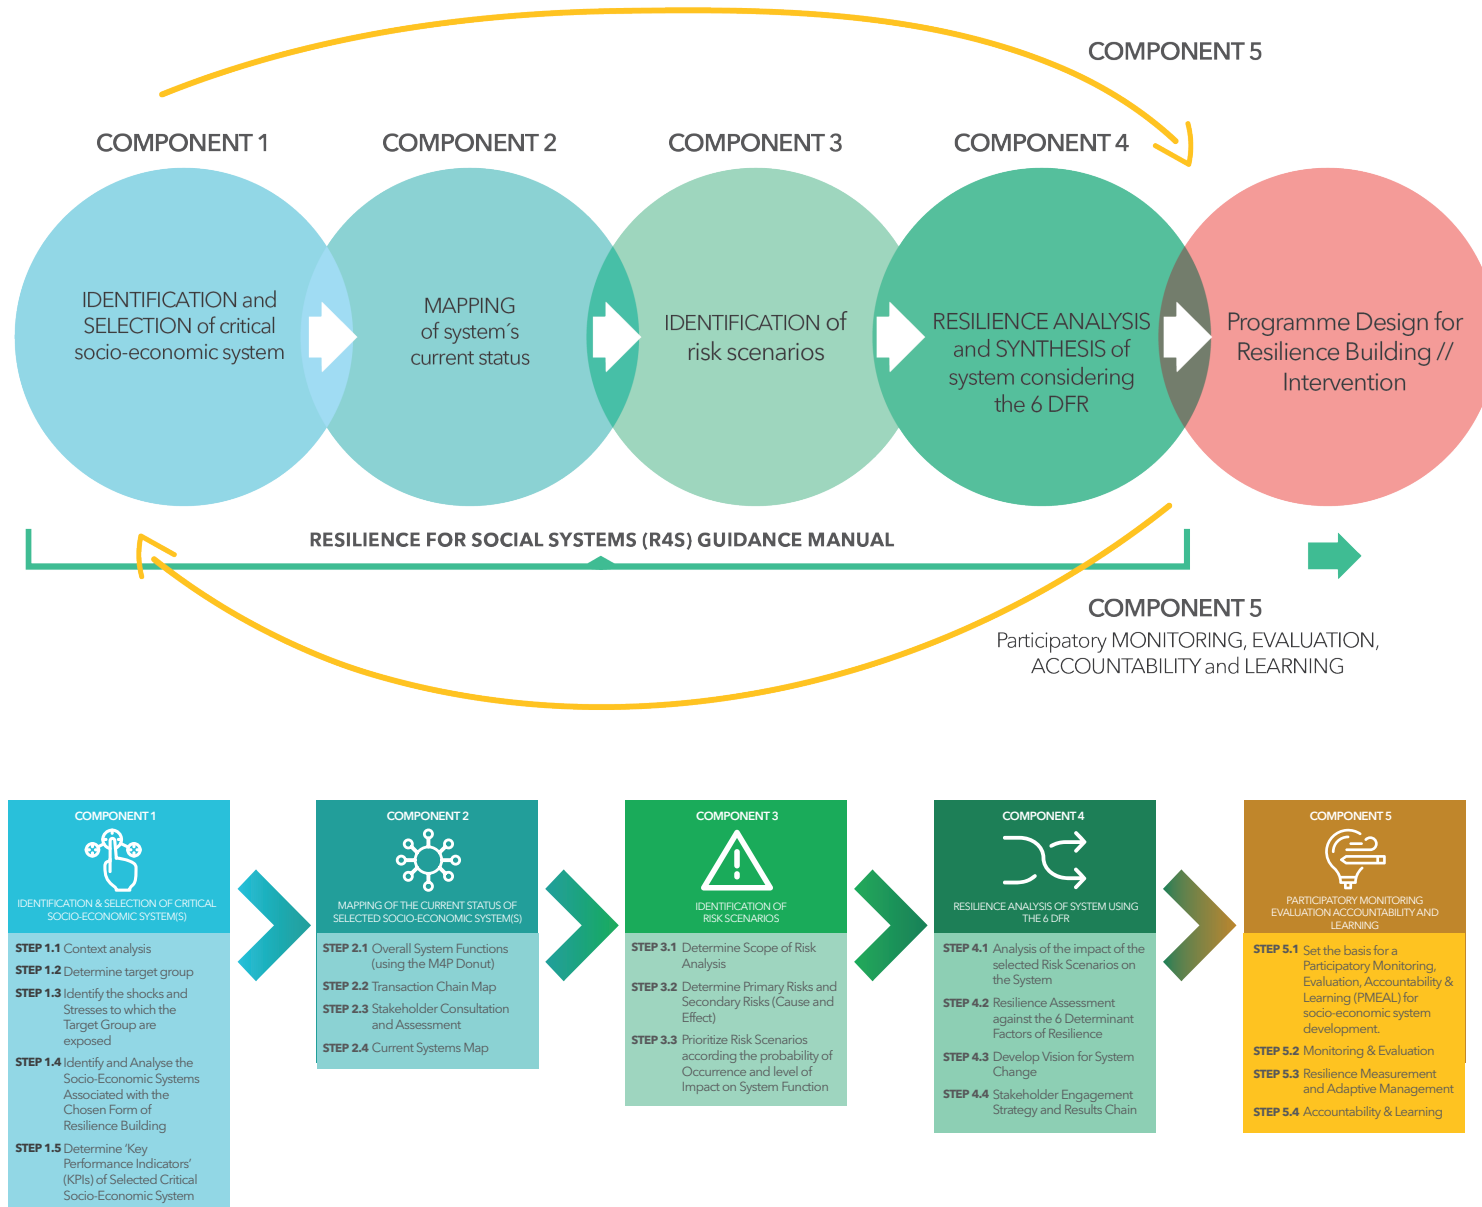 COMPONENT 5
COMPONENT 1
COMPONENT 2
COMPONENT 3
COMPONENT 4
IDENTIFICATION and
SELECTION of critical
socio-economic system
MAPPING
of system´s
current status
IDENTIFICATION of
risk scenarios
RESILIENCE ANALYSIS
and SYNTHESIS of
system considering
the 6 DFR
Programme Design for
Resilience Building //
Intervention
RESILIENCE FOR SOCIAL SYSTEMS (R4S) GUIDANCE MANUAL
COMPONENT 5
Participatory MONITORING, EVALUATION,
ACCOUNTABILITY and LEARNING
COMPONENT 1
IDENTIFICATION & SELECTION OF CRITICAL
SOCIO-ECONOMIC SYSTEM(S)
STEP 1.1 Context analysis
STEP 1.2 Determine target group
STEP 1.3 Identify the shocks and
Stresses to which the
Target Group are
exposed
STEP 1.4 Identify and Analyse the
Socio-Economic Systems
Associated with the
Chosen Form of
Resilience Building
STEP 1.5 Determine ‘Key
Performance Indicators’
(KPIs) of Selected Critical
Socio-Economic System
COMPONENT 2
MAPPING OF THE CURRENT STATUS OF
SELECTED SOCIO-ECONOMIC SYSTEM(S)
STEP 2.1 Overall System Functions
(using the M4P Donut)
STEP 2.2 Transaction Chain Map
STEP 2.3 Stakeholder Consultation
and Assessment
STEP 2.4 Current Systems Map
COMPONENT 3
IDENTIFICATION OF
RISK SCENARIOS
STEP 3.1 Determine Scope of Risk
Analysis
STEP 3.2 Determine Primary Risks and
Secondary Risks (Cause and
Effect)
STEP 3.3 Prioritize Risk Scenarios
according the probability of
Occurrence and level of
Impact on System Function
COMPONENT 4
RESILIENCE ANALYSIS OF SYSTEM USING
THE 6 DFR
STEP 4.1 Analysis of the impact of the
selected Risk Scenarios on
the System
STEP 4.2 Resilience Assessment
against the 6 Determinant
Factors of Resilience
STEP 4.3 Develop Vision for System
Change
STEP 4.4 Stakeholder Engagement
Strategy and Results Chain
COMPONENT 5
PARTICIPATORY MONITORING
EVALUATION ACCOUNTABILITY AND
LEARNING
STEP 5.1 Set the basis for a
Participatory Monitoring,
Evaluation, Accountability &
Learning (PMEAL) for
socio-economic system
development.
STEP 5.2 Monitoring & Evaluation
STEP 5.3 Resilience Measurement
and Adaptive Management
STEP 5.4 Accountability & Learning